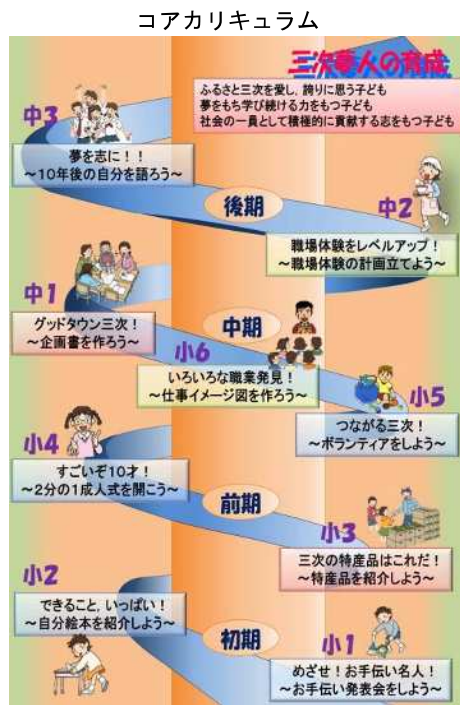 コアカリキュラム
三次夢人の育成
ふるさと三次を愛し、誇りに思う子ども
夢をもち学び続ける力をもつ子ども
社会の一員として積極的に貢献する志をもつ子ども
中3
夢を志に！！
～10年後の自分を語ろう～
後期
中2
職場体験をレベルアップ！
～職場体験の計画立てよう～
中1
グッドタウン三次！
～企画書を作ろう～
中期
小6
いろいろな職業発見！
～仕事イメージ図を作ろう～
小5
つながる三次！
～ボランティアをしよう～
小4
すごいぞ10才！
～2分の1成人式を開こう～
前期
小3
三次の特産品はこれだ！
～特産品を紹介しよう～
小2
できること，いっぱい！
～自分絵本を紹介しよう～
初期
小1
めざせ！お手伝い名人！
～お手伝い発表会をしよう～